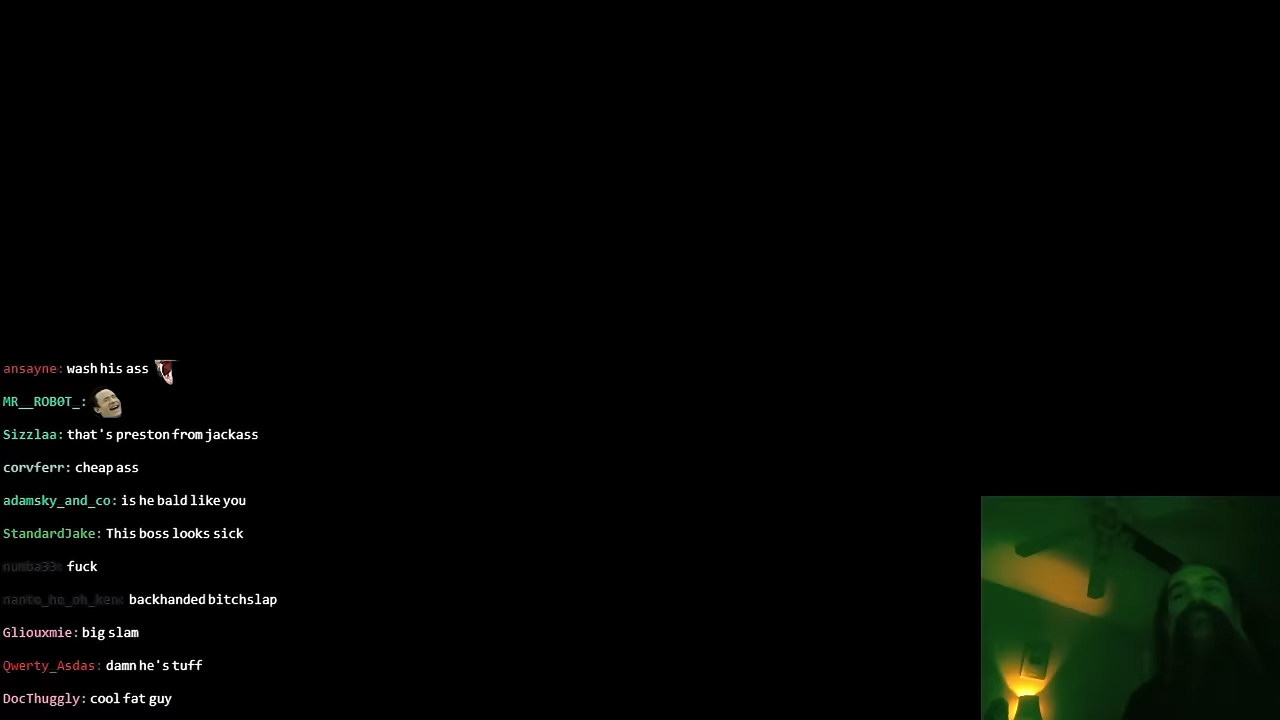 ansayne: wash his ass
MR__ROB0T_:
Sizzlaa: that's preston from jackass
corvferr: cheap ass
adamsky_and_co: is he bald like you
StandardJake: This boss looks sick
numba33: fuck
nanto_ho_oh_ken: backhanded bitchslap
Gliouxmie: big slam
Qwerty_Asdas: damn he's tuff
DocThuggly: cool fat guy